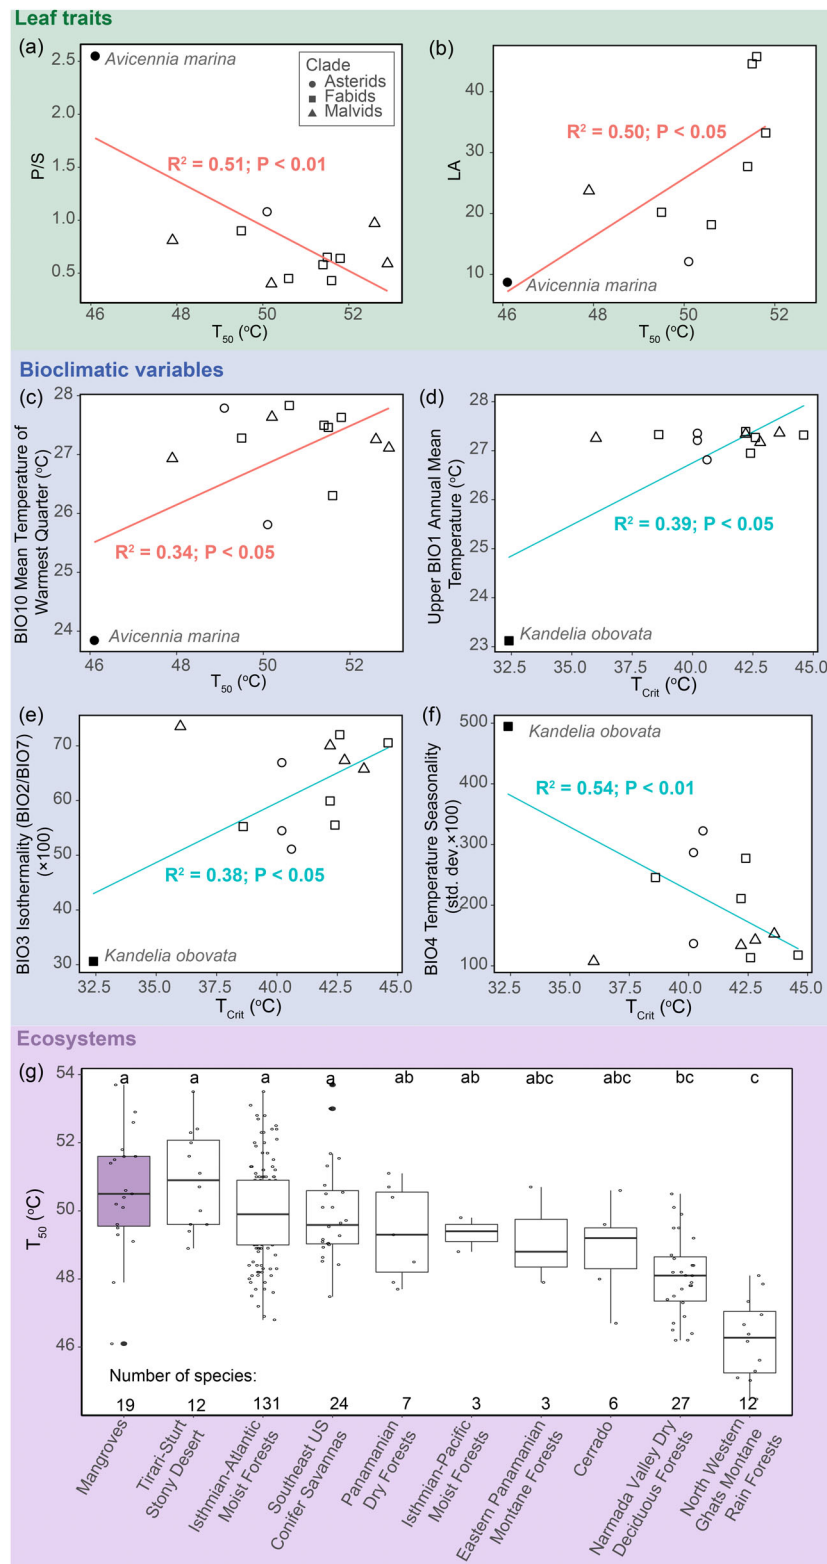 Leaf traits
(a)
Avicennia marina
Clade
Asterids
Fabids
Malvids
R² = 0.51; P < 0.01
P/S
2.5
2.0
1.5
1.0
0.5
46
48
50
52
T₅₀ (°C)
(b)
R² = 0.50; P < 0.05
LA
40
30
20
10
Avicennia marina
46
48
50
52
T₅₀ (°C)
Bioclimatic variables
(c)
BIO10 Mean Temperature of
Warmest Quarter (°C)
28
27
26
25
24
R² = 0.34; P < 0.05
Avicennia marina
46
48
50
52
T₅₀ (°C)
(d)
Upper BIO1 Annual Mean
Temperature (°C)
28
27
26
25
24
23
R² = 0.39; P < 0.05
Kandelia obovata
32.5
35.0
37.5
40.0
42.5
45.0
T_Crit (°C)
(e)
BIO3 Isothermality (BIO2/BIO7)
(×100)
70
60
50
40
30
R² = 0.38; P < 0.05
Kandelia obovata
32.5
35.0
37.5
40.0
42.5
45.0
T_Crit (°C)
(f)
BIO4 Temperature Seasonality
(std. dev.×100)
500
400
300
200
100
Kandelia obovata
R² = 0.54; P < 0.01
32.5
35.0
37.5
40.0
42.5
45.0
T_Crit (°C)
Ecosystems
(g)
T₅₀ (°C)
54
52
50
48
46
a a a a ab ab abc abc bc c
Number of species:
19 12 131 24 7 3 3 6 27 12
Mangroves
Tirari-Sturt
Stony Desert
Isthmian-Atlantic
Moist Forests
Southeast US
Conifer Savannas
Panamanian
Dry Forests
Isthmian-Pacific
Moist Forests
Eastern Panamanian
Montane Forests
Cerrado
Narmada Valley Dry
Deciduous Forests
North Western
Ghats Montane
Rain Forests